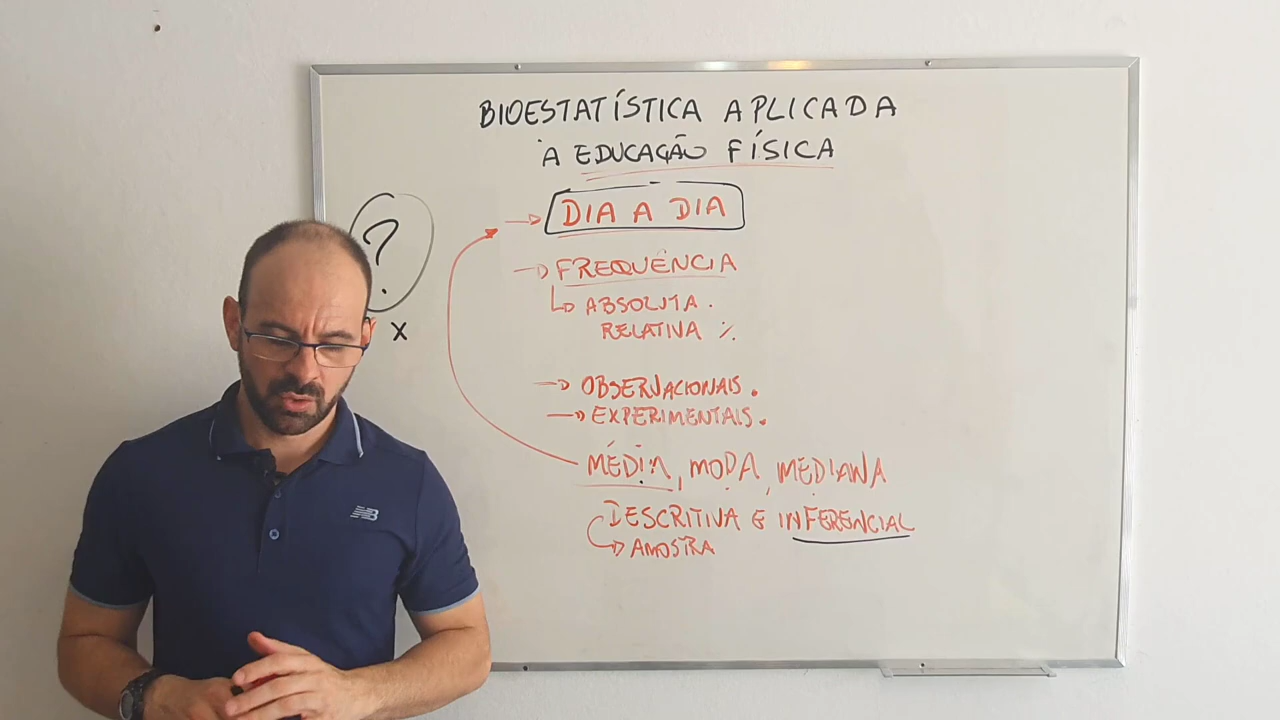 BIOESTATÍSTICA APLICADA
À EDUCAÇÃO FÍSICA
→ DIA A DIA
?
X
→ FREQUÊNCIA
↳ ABSOLUTA.
RELATIVA %
→ OBSERVACIONAIS.
→ EXPERIMENTAIS.
MÉDIA, MODA, MEDIANA
DESCRITIVA E INFERENCIAL
↳ AMOSTRA
NB